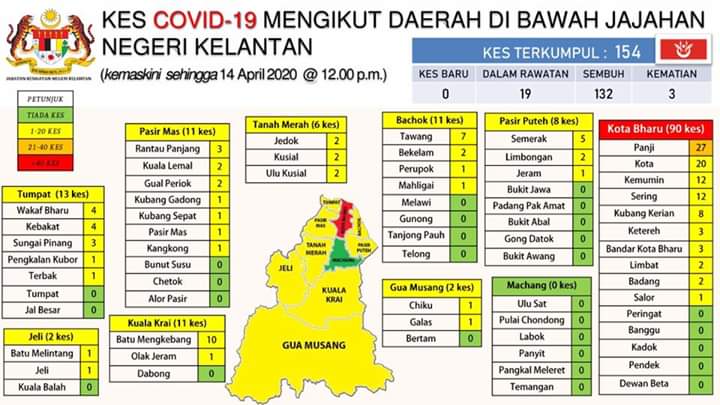 KES COVID-19 MENGIKUT DAERAH DI BAWAH JAJAHAN
NEGERI KELANTAN
(kemaskini sehingga 14 April 2020 @ 12.00 p.m.)
JABATAN KESIHATAN NEGERI KELANTAN
KES TERKUMPUL : 154
KES BARU DALAM RAWATAN SEMBUH KEMATIAN
0 19 132 3
PETUNJUK
TIADA KES
1-20 KES
21-40 KES
>40 KES
Tumpat (13 kes)
Wakaf Bharu 4
Kebakat 4
Sungai Pinang 3
Pengkalan Kubor 1
Terbak 1
Tumpat 0
Jal Besar 0
Jeli (2 kes)
Batu Melintang 1
Jeli 1
Kuala Balah 0
Pasir Mas (11 kes)
Rantau Panjang 3
Kuala Lemal 2
Gual Periok 2
Kubang Gadong 1
Kubang Sepat 1
Pasir Mas 1
Kangkong 1
Bunut Susu 0
Chetok 0
Alor Pasir 0
Kuala Krai (11 kes)
Batu Mengkebang 10
Olak Jeram 1
Dabong 0
Tanah Merah (6 kes)
Jedok 2
Kusial 2
Ulu Kusial 2
TUMPAT
PASIR MAS
BACHOK
TANAH MERAH
PASIR PUTEH
MACHANG
JELI
KUALA KRAI
GUA MUSANG
Bachok (11 kes)
Tawang 7
Bekelam 2
Perupok 1
Mahligai 1
Melawi 0
Gunong 0
Tanjong Pauh 0
Telong 0
Gua Musang (2 kes)
Chiku 1
Galas 1
Bertam 0
Pasir Puteh (8 kes)
Semerak 5
Limbongan 2
Jeram 1
Bukit Jawa 0
Padang Pak Amat 0
Bukit Abal 0
Gong Datok 0
Bukit Awang 0
Machang (0 kes)
Ulu Sat 0
Pulai Chondong 0
Labok 0
Panyit 0
Pangkal Meleret 0
Temangan 0
Kota Bharu (90 kes)
Panji 27
Kota 20
Kemumin 12
Sering 12
Kubang Kerian 8
Ketereh 3
Bandar Kota Bharu 3
Limbat 2
Badang 2
Salor 1
Peringat 0
Banggu 0
Kadok 0
Pendek 0
Dewan Beta 0